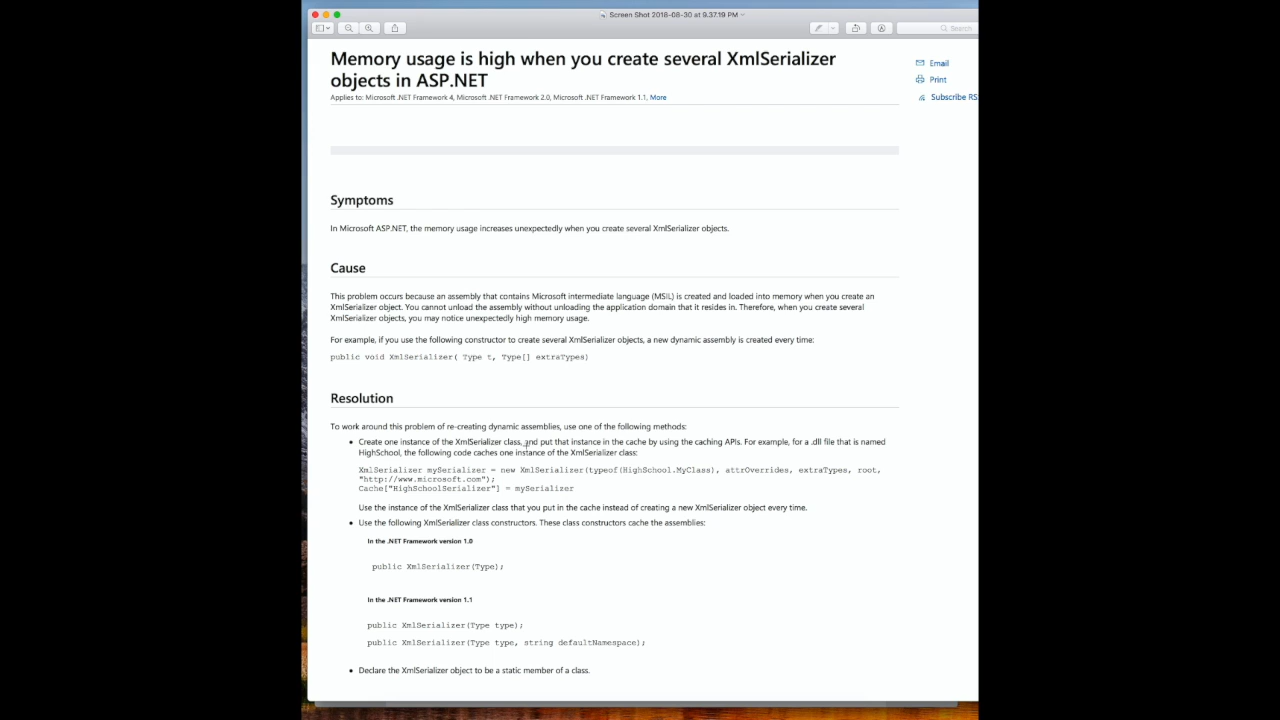 Screen Shot 2018-08-30 at 9.37.19 PM
Search
Memory usage is high when you create several XmlSerializer
objects in ASP.NET
Applies to: Microsoft .NET Framework 4, Microsoft .NET Framework 2.0, Microsoft .NET Framework 1.1, More
Email
Print
Subscribe RS
Symptoms
In Microsoft ASP.NET, the memory usage increases unexpectedly when you create several XmlSerializer objects.
Cause
This problem occurs because an assembly that contains Microsoft intermediate language (MSIL) is created and loaded into memory when you create an
XmlSerializer object. You cannot unload the assembly without unloading the application domain that it resides in. Therefore, when you create several
XmlSerializer objects, you may notice unexpectedly high memory usage.
For example, if you use the following constructor to create several XmlSerializer objects, a new dynamic assembly is created every time:
public void XmlSerializer( Type t, Type[] extraTypes)
Resolution
To work around this problem of re-creating dynamic assemblies, use one of the following methods:
• Create one instance of the XmlSerializer class, and put that instance in the cache by using the caching APIs. For example, for a .dll file that is named
HighSchool, the following code caches one instance of the XmlSerializer class:
XmlSerializer mySerializer = new XmlSerializer(typeof(HighSchool.MyClass), attrOverrides, extraTypes, root,
"http://www.microsoft.com");
Cache["HighSchoolSerializer"] = mySerializer
Use the instance of the XmlSerializer class that you put in the cache instead of creating a new XmlSerializer object every time.
• Use the following XmlSerializer class constructors. These class constructors cache the assemblies:
In the .NET Framework version 1.0
public XmlSerializer(Type);
In the .NET Framework version 1.1
public XmlSerializer(Type type);
public XmlSerializer(Type type, string defaultNamespace);
• Declare the XmlSerializer object to be a static member of a class.